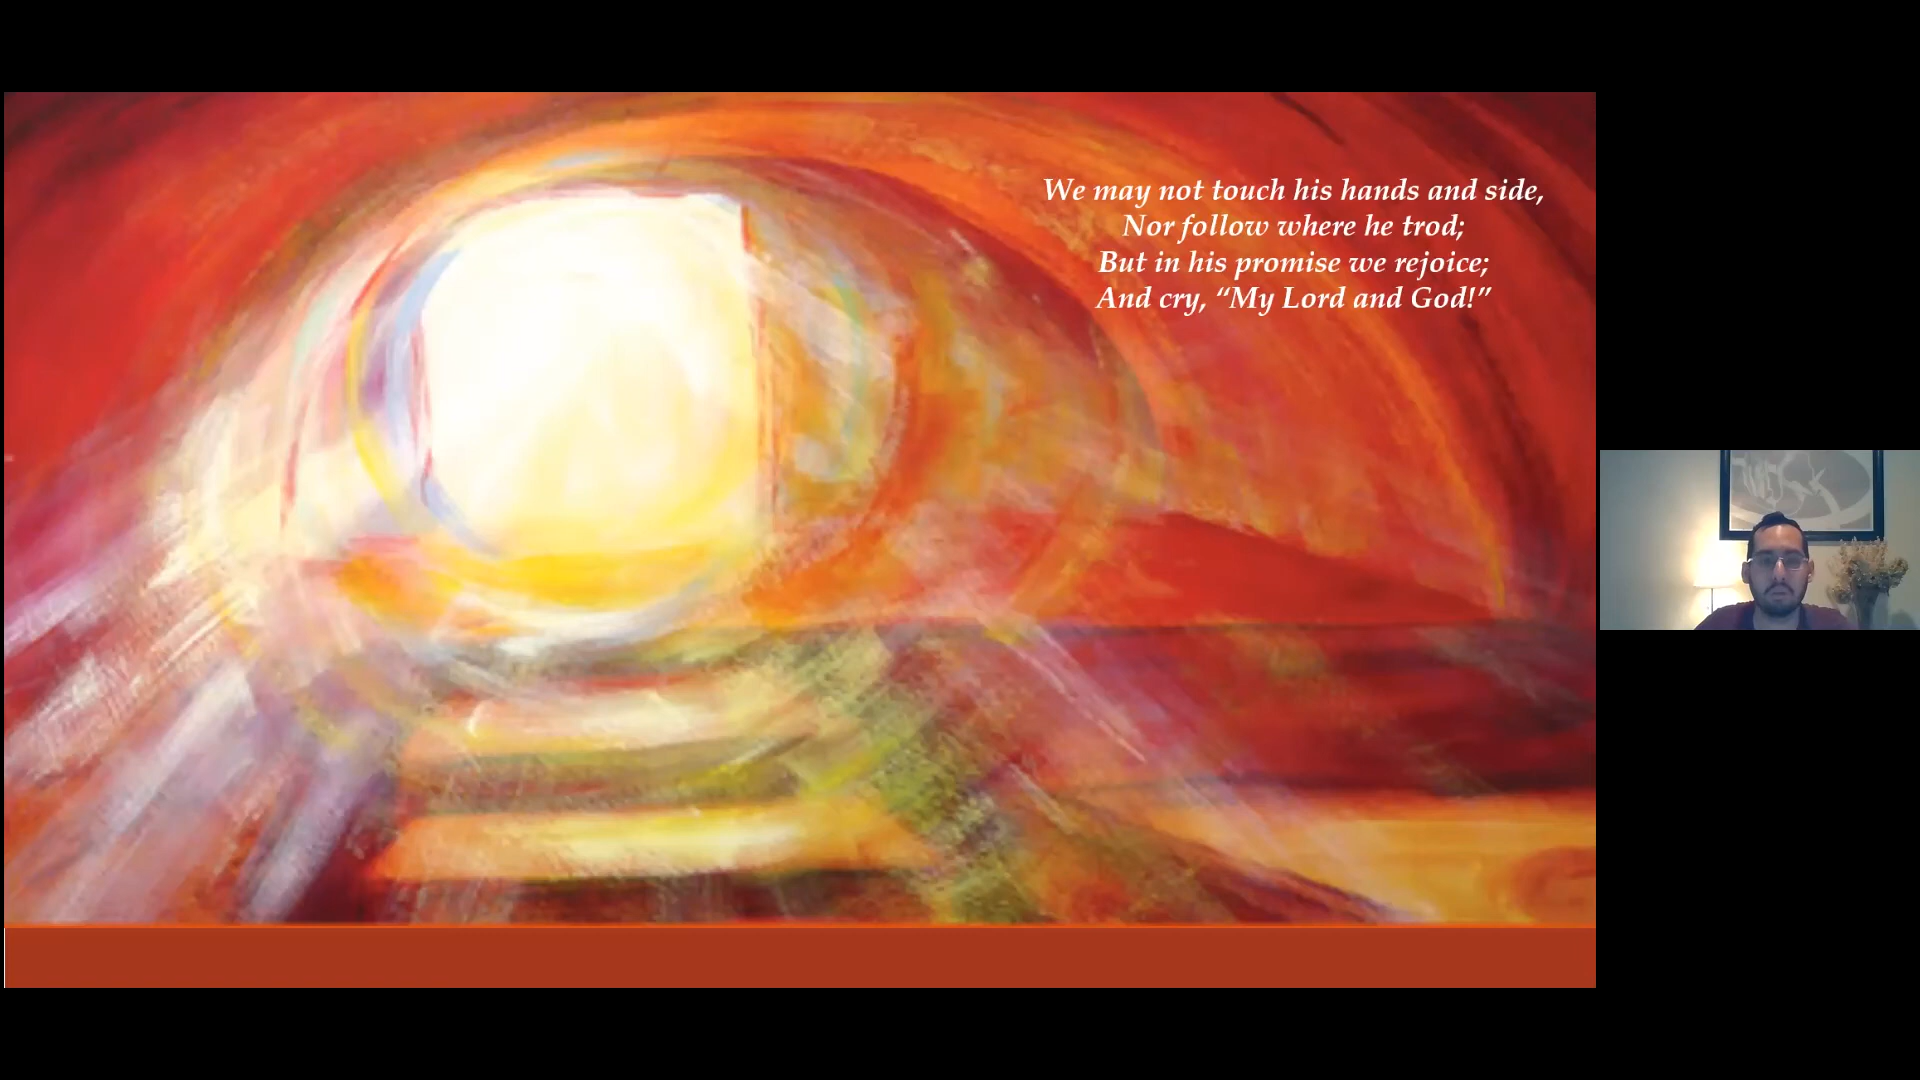 We may not touch his hands and side,
Nor follow where he trod;
But in his promise we rejoice;
And cry, “My Lord and God!”